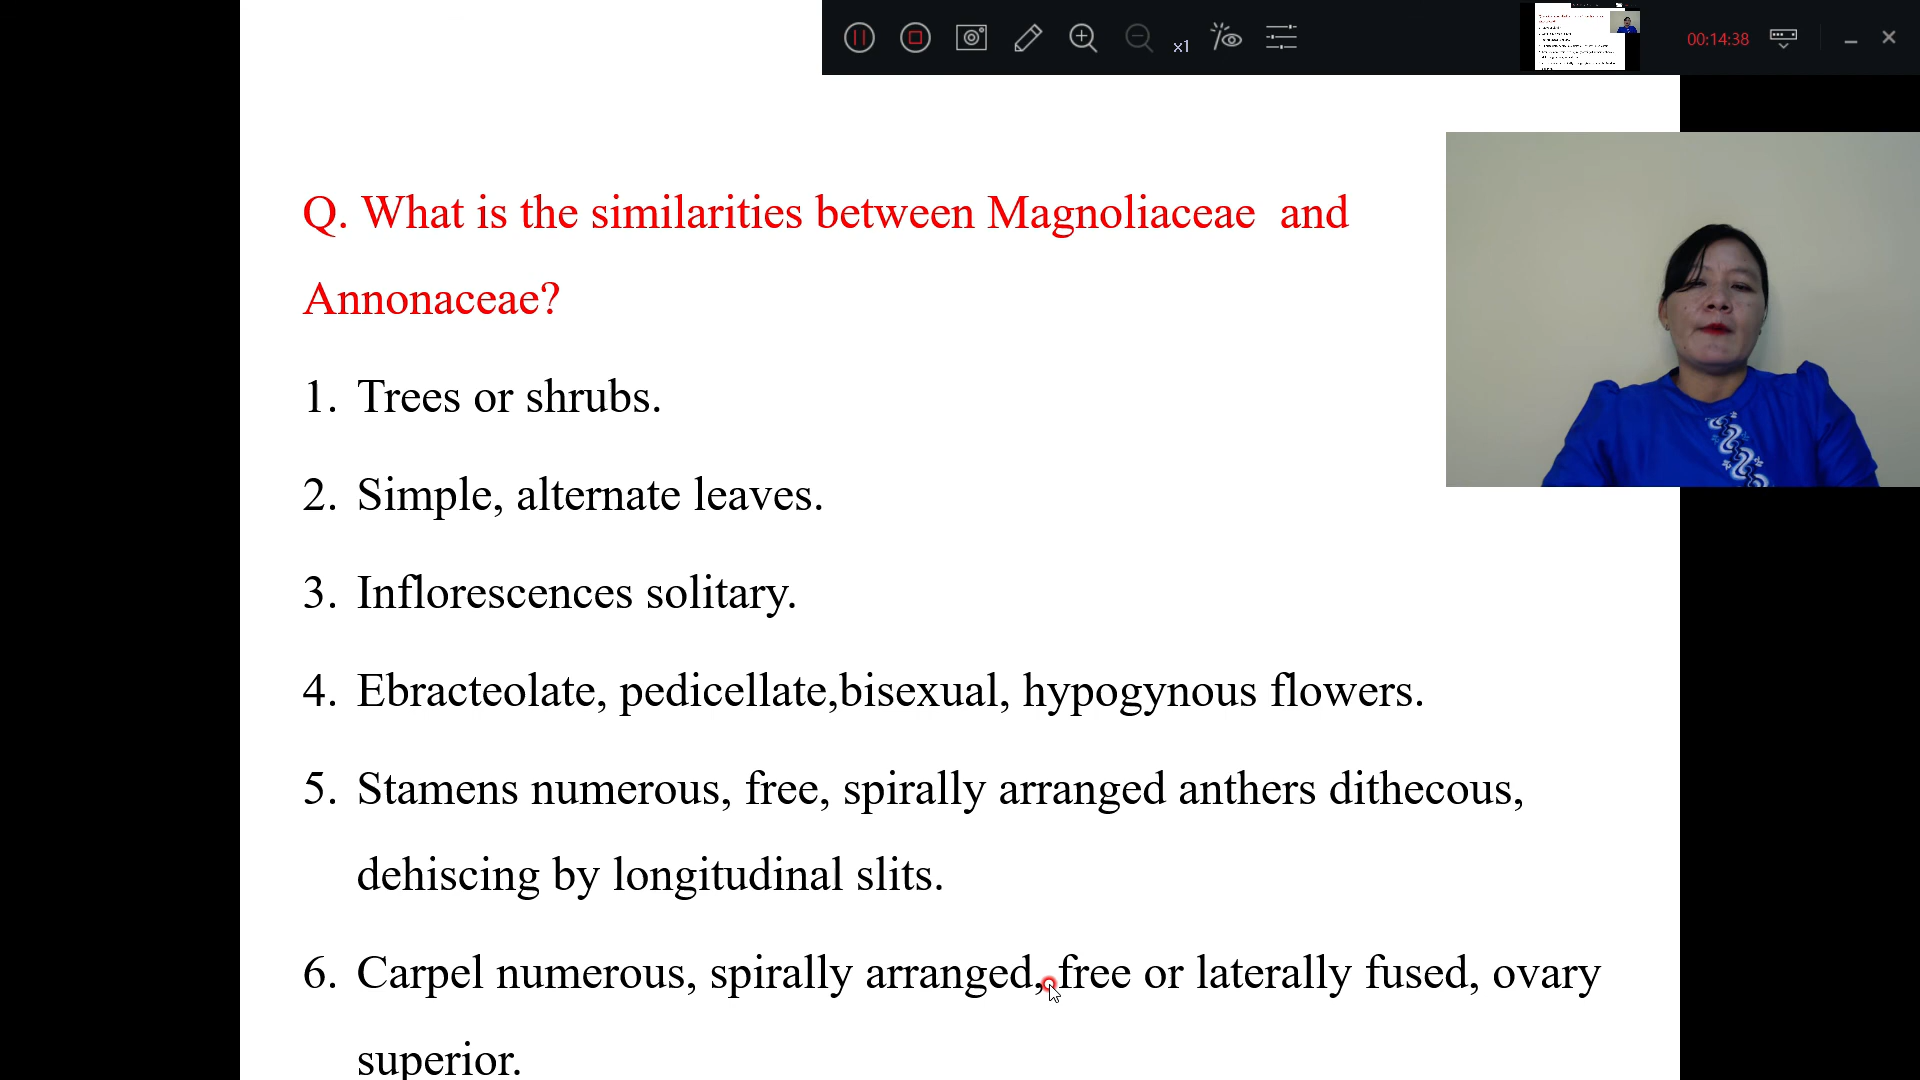 x1
00:14:38
Q. What is the similarities between Magnoliaceae and
Annonaceae?
1. Trees or shrubs.
2. Simple, alternate leaves.
3. Inflorescences solitary.
4. Ebracteolate, pedicellate,bisexual, hypogynous flowers.
5. Stamens numerous, free, spirally arranged anthers dithecous,
dehiscing by longitudinal slits.
6. Carpel numerous, spirally arranged, free or laterally fused, ovary
superior.